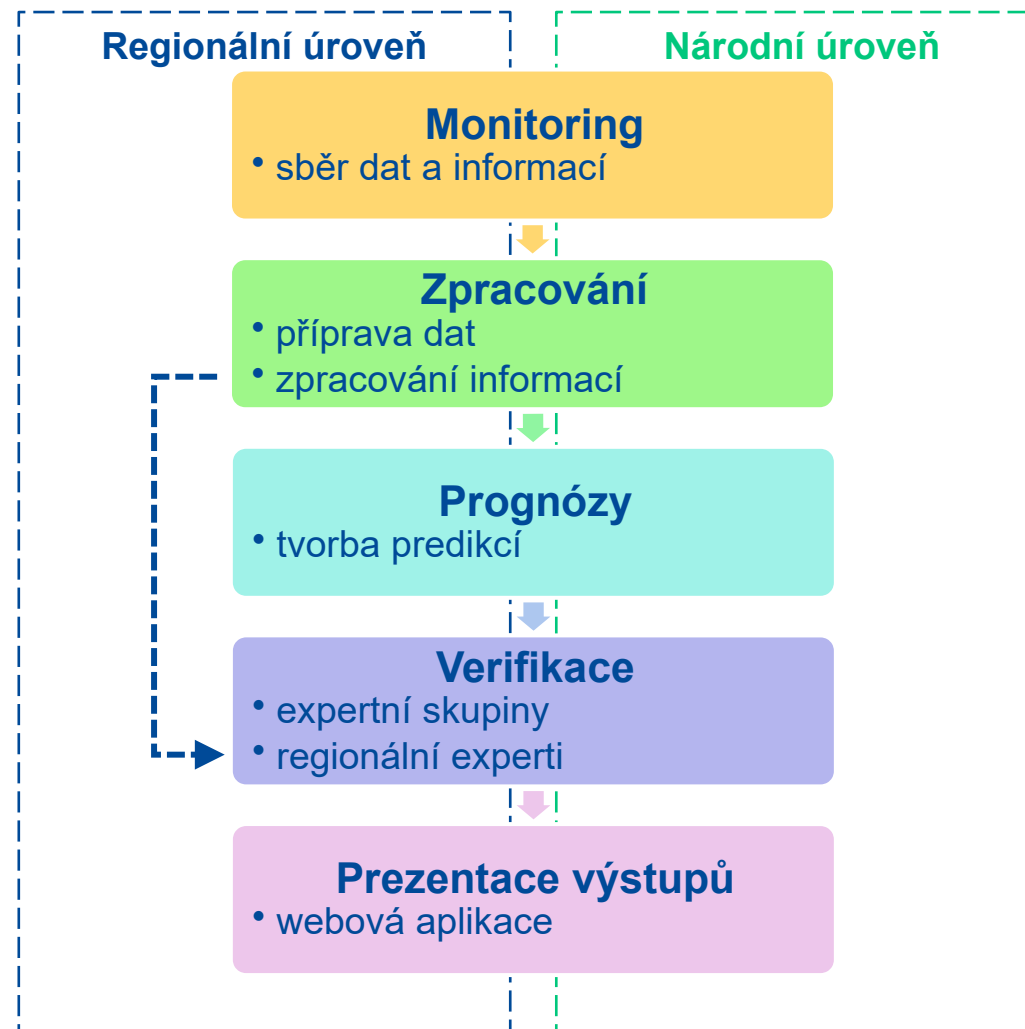 Regionální úroveň
Národní úroveň
Monitoring
• sběr dat a informací
Zpracování
• příprava dat
• zpracování informací
Prognózy
• tvorba predikcí
Verifikace
• expertní skupiny
• regionální experti
Prezentace výstupů
• webová aplikace